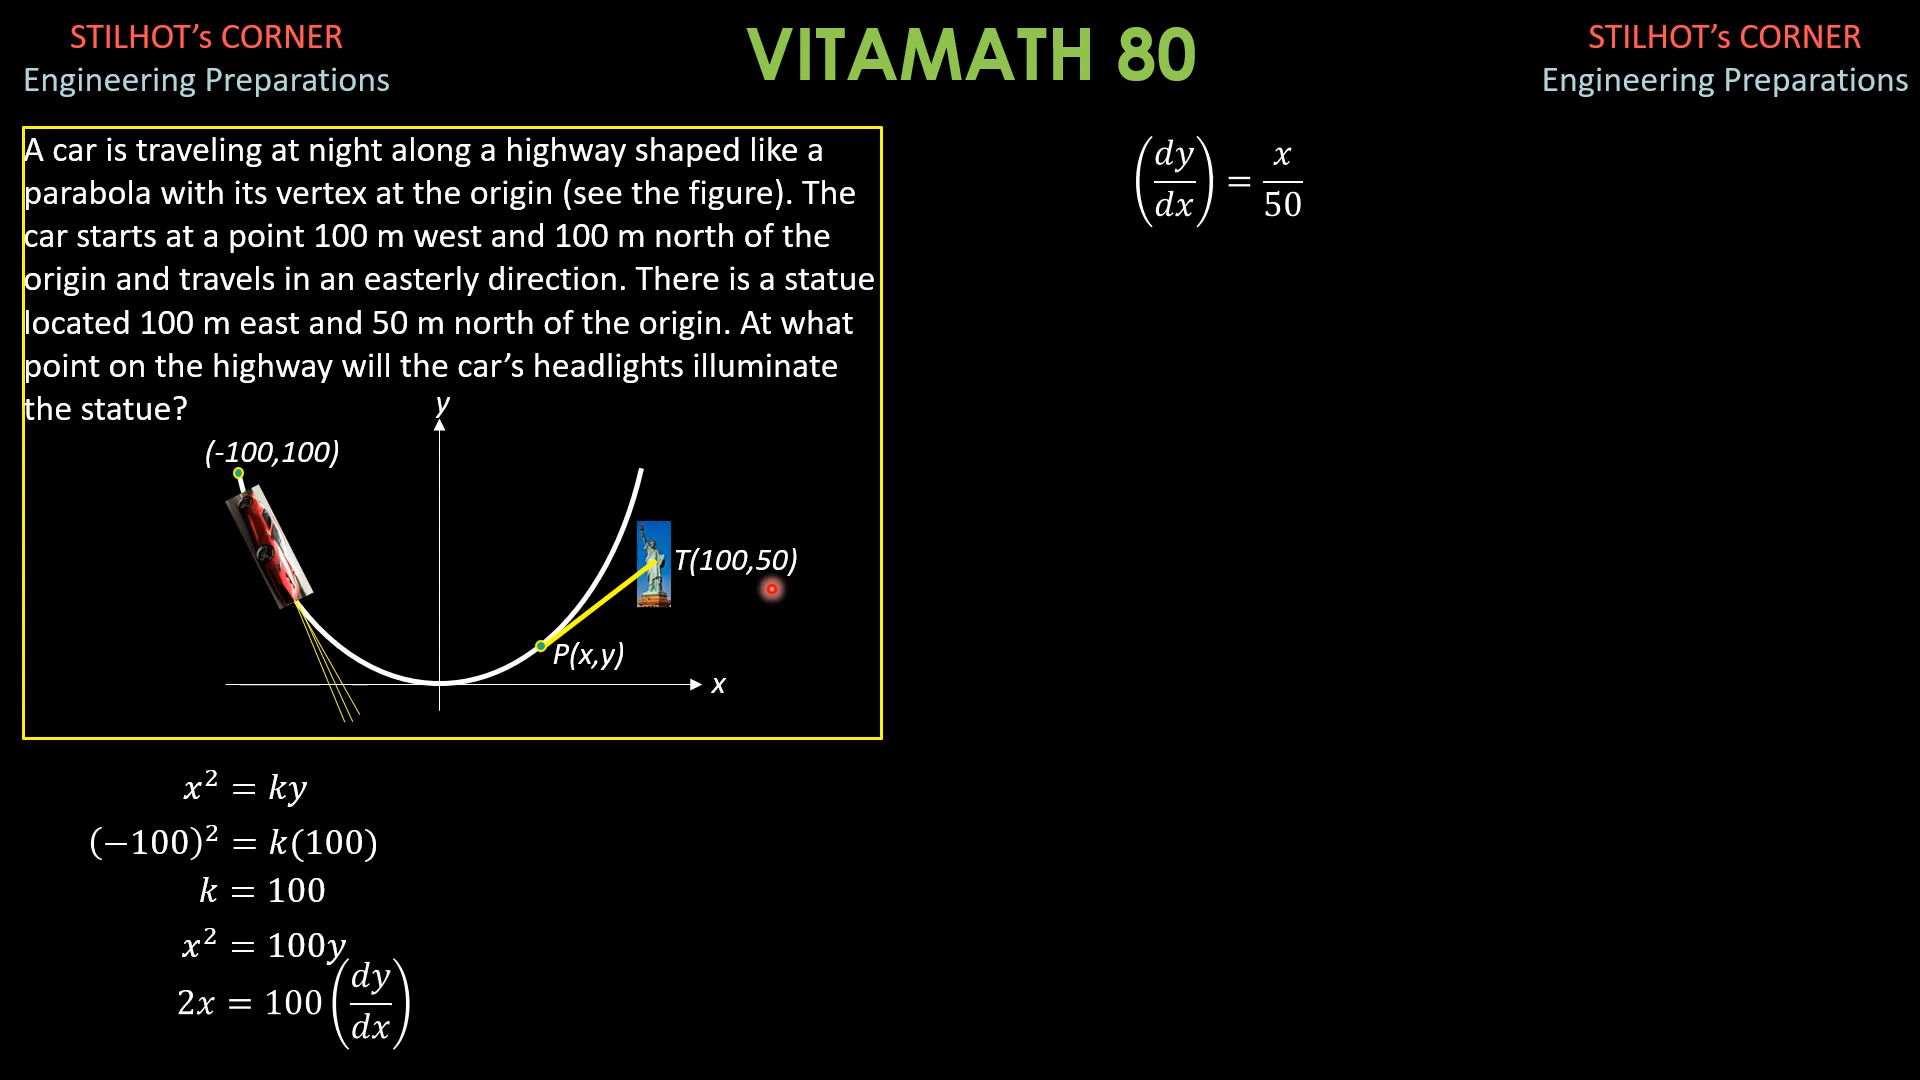 STILHOT’s CORNER
Engineering Preparations
VITAMATH 80
STILHOT’s CORNER
Engineering Preparations
A car is traveling at night along a highway shaped like a
parabola with its vertex at the origin (see the figure). The
car starts at a point 100 m west and 100 m north of the
origin and travels in an easterly direction. There is a statue
located 100 m east and 50 m north of the origin. At what
point on the highway will the car’s headlights illuminate
the statue?
y
(-100,100)
T(100,50)
P(x,y)
x
x² = ky
(−100)² = k(100)
k = 100
x² = 100y
2x = 100(dy/dx)
(dy/dx) = x/50